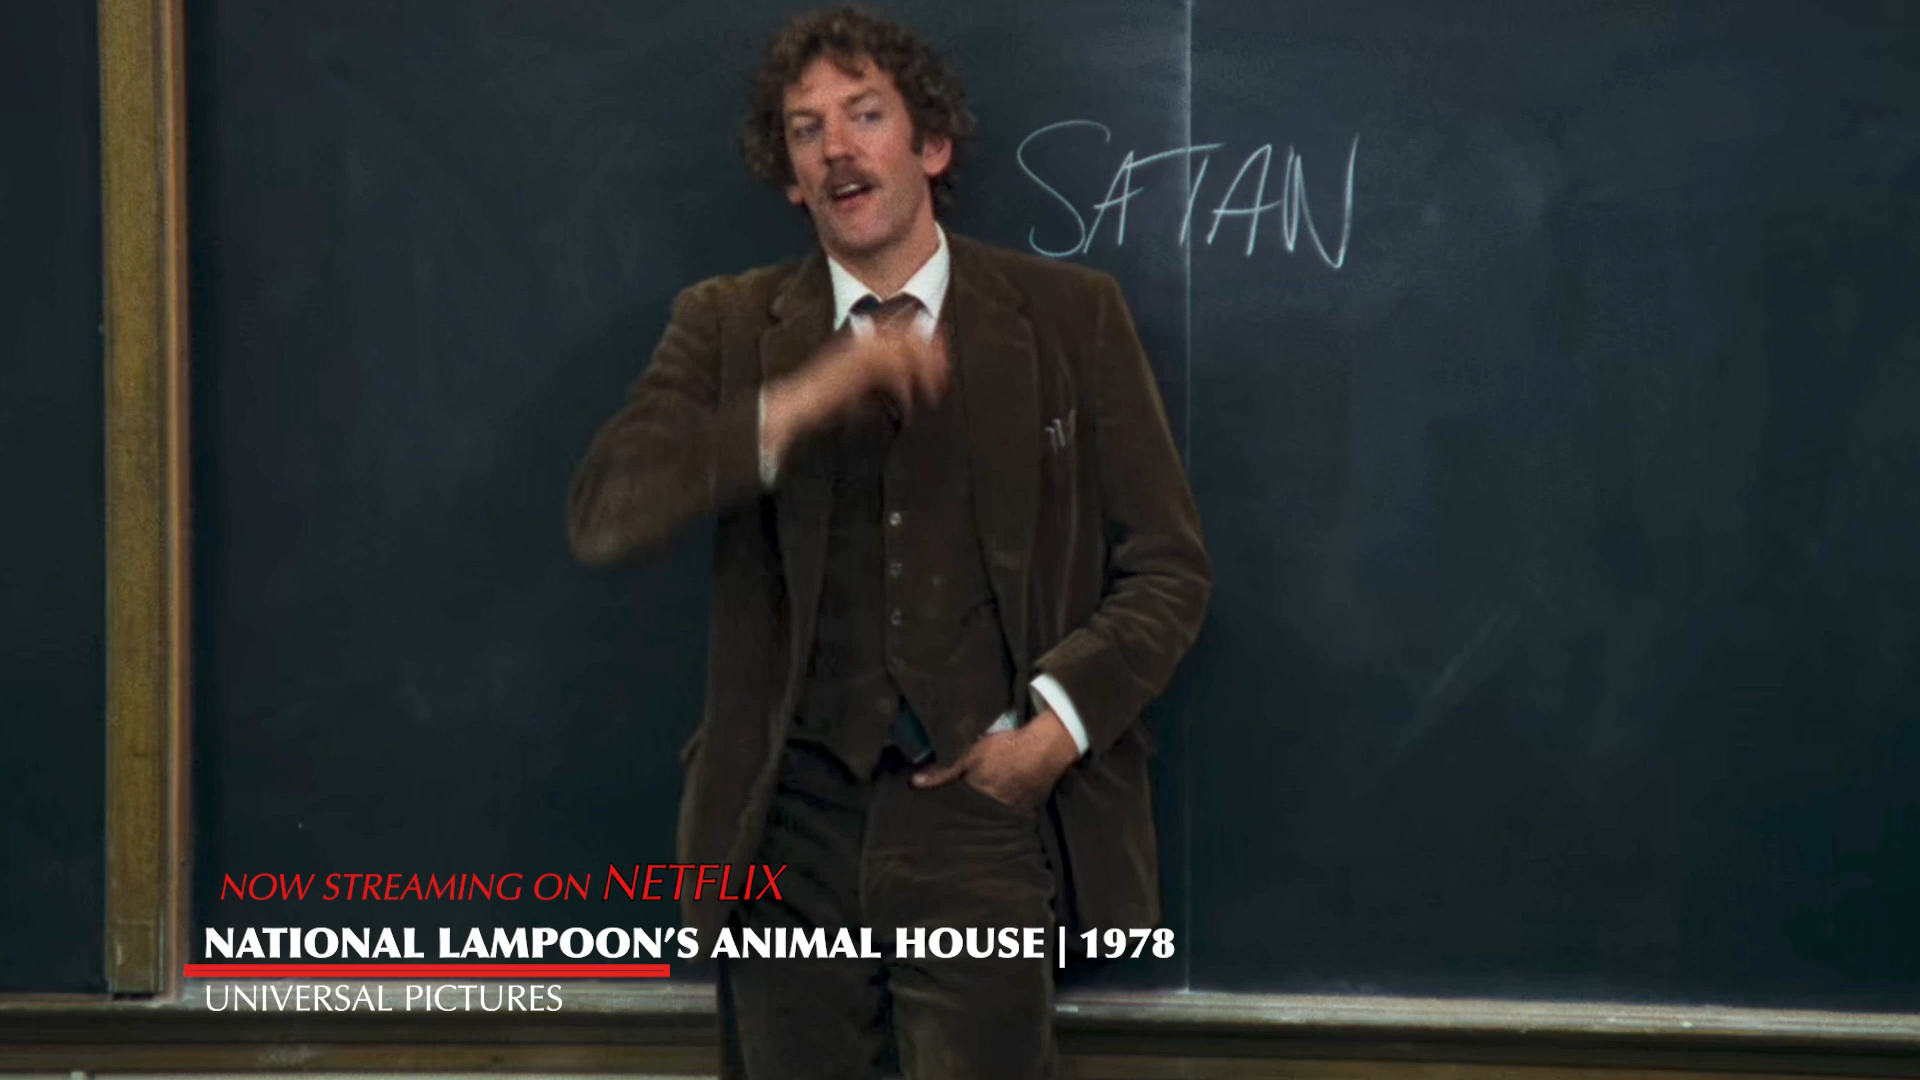 SATAN
NOW STREAMING ON NETFLIX
NATIONAL LAMPOON'S ANIMAL HOUSE | 1978
UNIVERSAL PICTURES